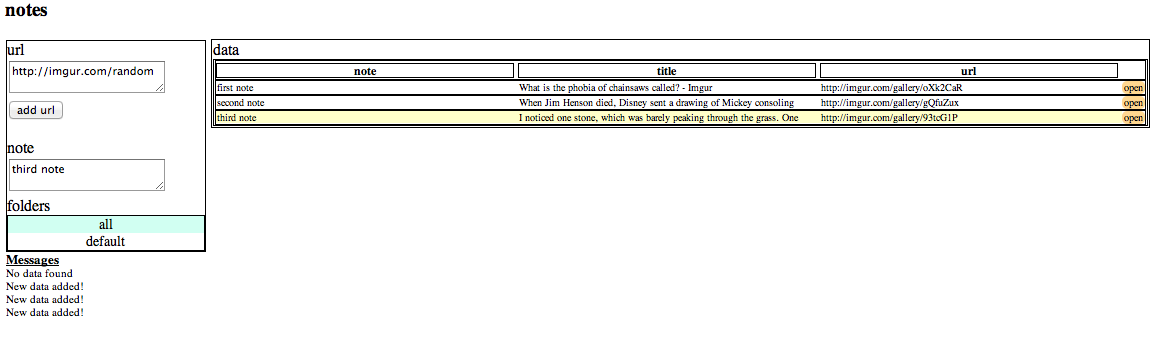 notes
url
http://imgur.com/random
add url
note
third note
folders
all
default
Messages
No data found
New data added!
New data added!
New data added!
data
note title url
first note What is the phobia of chainsaws called? - Imgur http://imgur.com/gallery/oXk2CaR open
second note When Jim Henson died, Disney sent a drawing of Mickey consoling http://imgur.com/gallery/gQfuZux open
third note I noticed one stone, which was barely peaking through the grass. One http://imgur.com/gallery/93tcG1P open